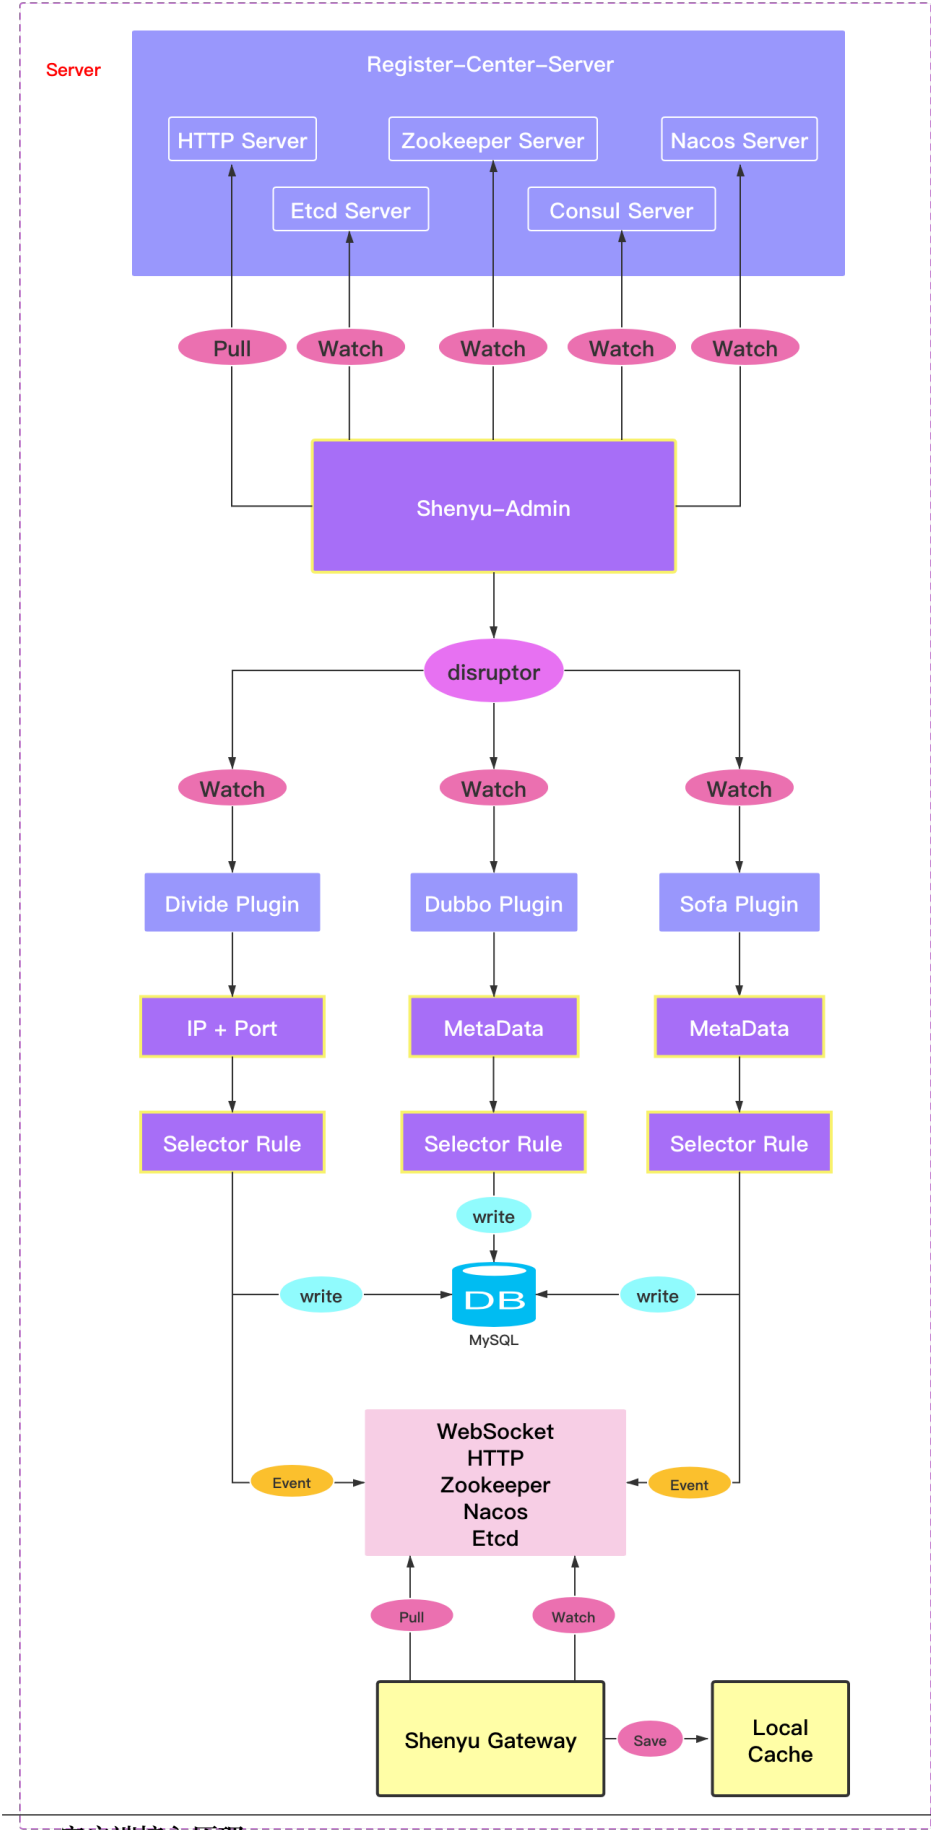 Server
Register-Center-Server
HTTP Server
Zookeeper Server
Nacos Server
Etcd Server
Consul Server
Pull
Watch
Watch
Watch
Watch
Shenyu-Admin
disruptor
Watch
Watch
Watch
Divide Plugin
Dubbo Plugin
Sofa Plugin
IP + Port
MetaData
MetaData
Selector Rule
Selector Rule
Selector Rule
write
write
write
DB
MySQL
WebSocket
HTTP
Zookeeper
Nacos
Etcd
Event
Event
Pull
Watch
Shenyu Gateway
Save
Local
Cache